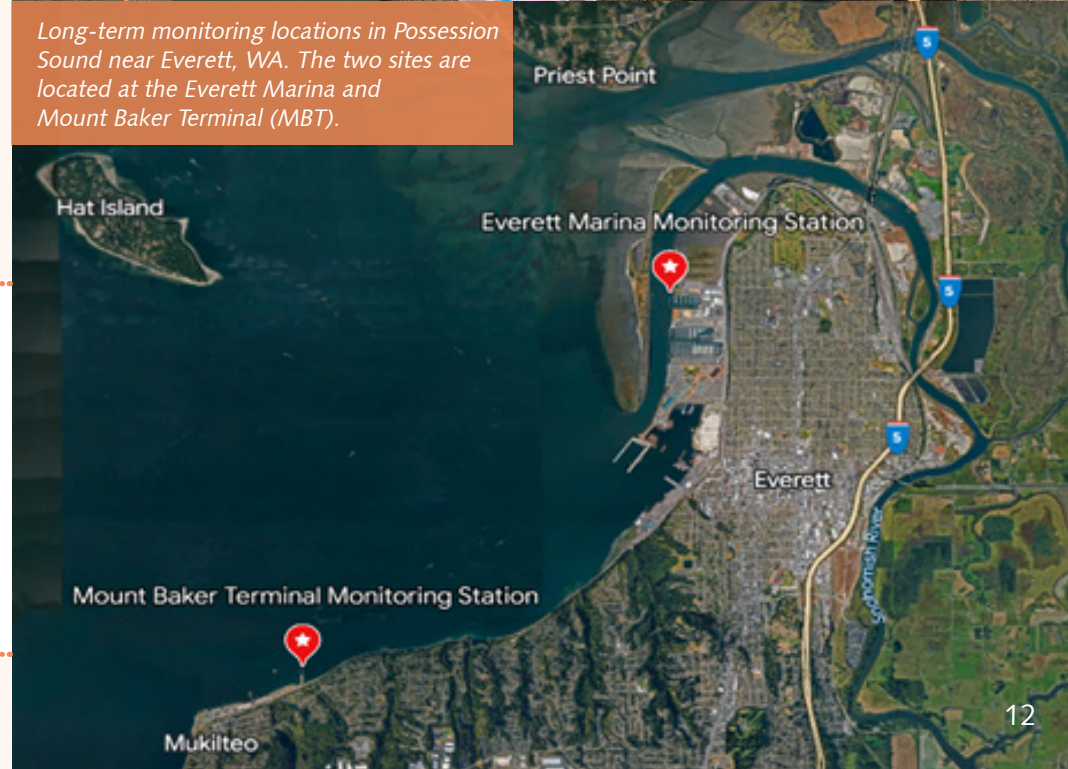 Long-term monitoring locations in Possession
Sound near Everett, WA. The two sites are
located at the Everett Marina and
Mount Baker Terminal (MBT).
5
Priest Point
Hat Island
Everett Marina Monitoring Station
5
5
Everett
Snohomish River
Mount Baker Terminal Monitoring Station
12
Mukilteo